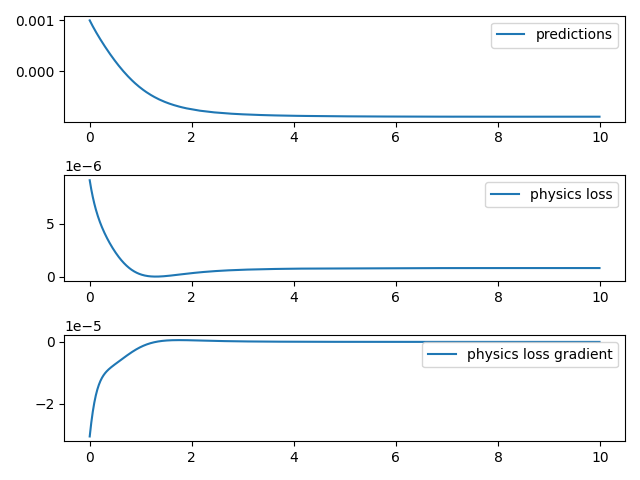 0.001
predictions
0.000
0 2 4 6 8 10
1e−6
physics loss
5
0
0 2 4 6 8 10
1e−5
0
physics loss gradient
−2
0 2 4 6 8 10